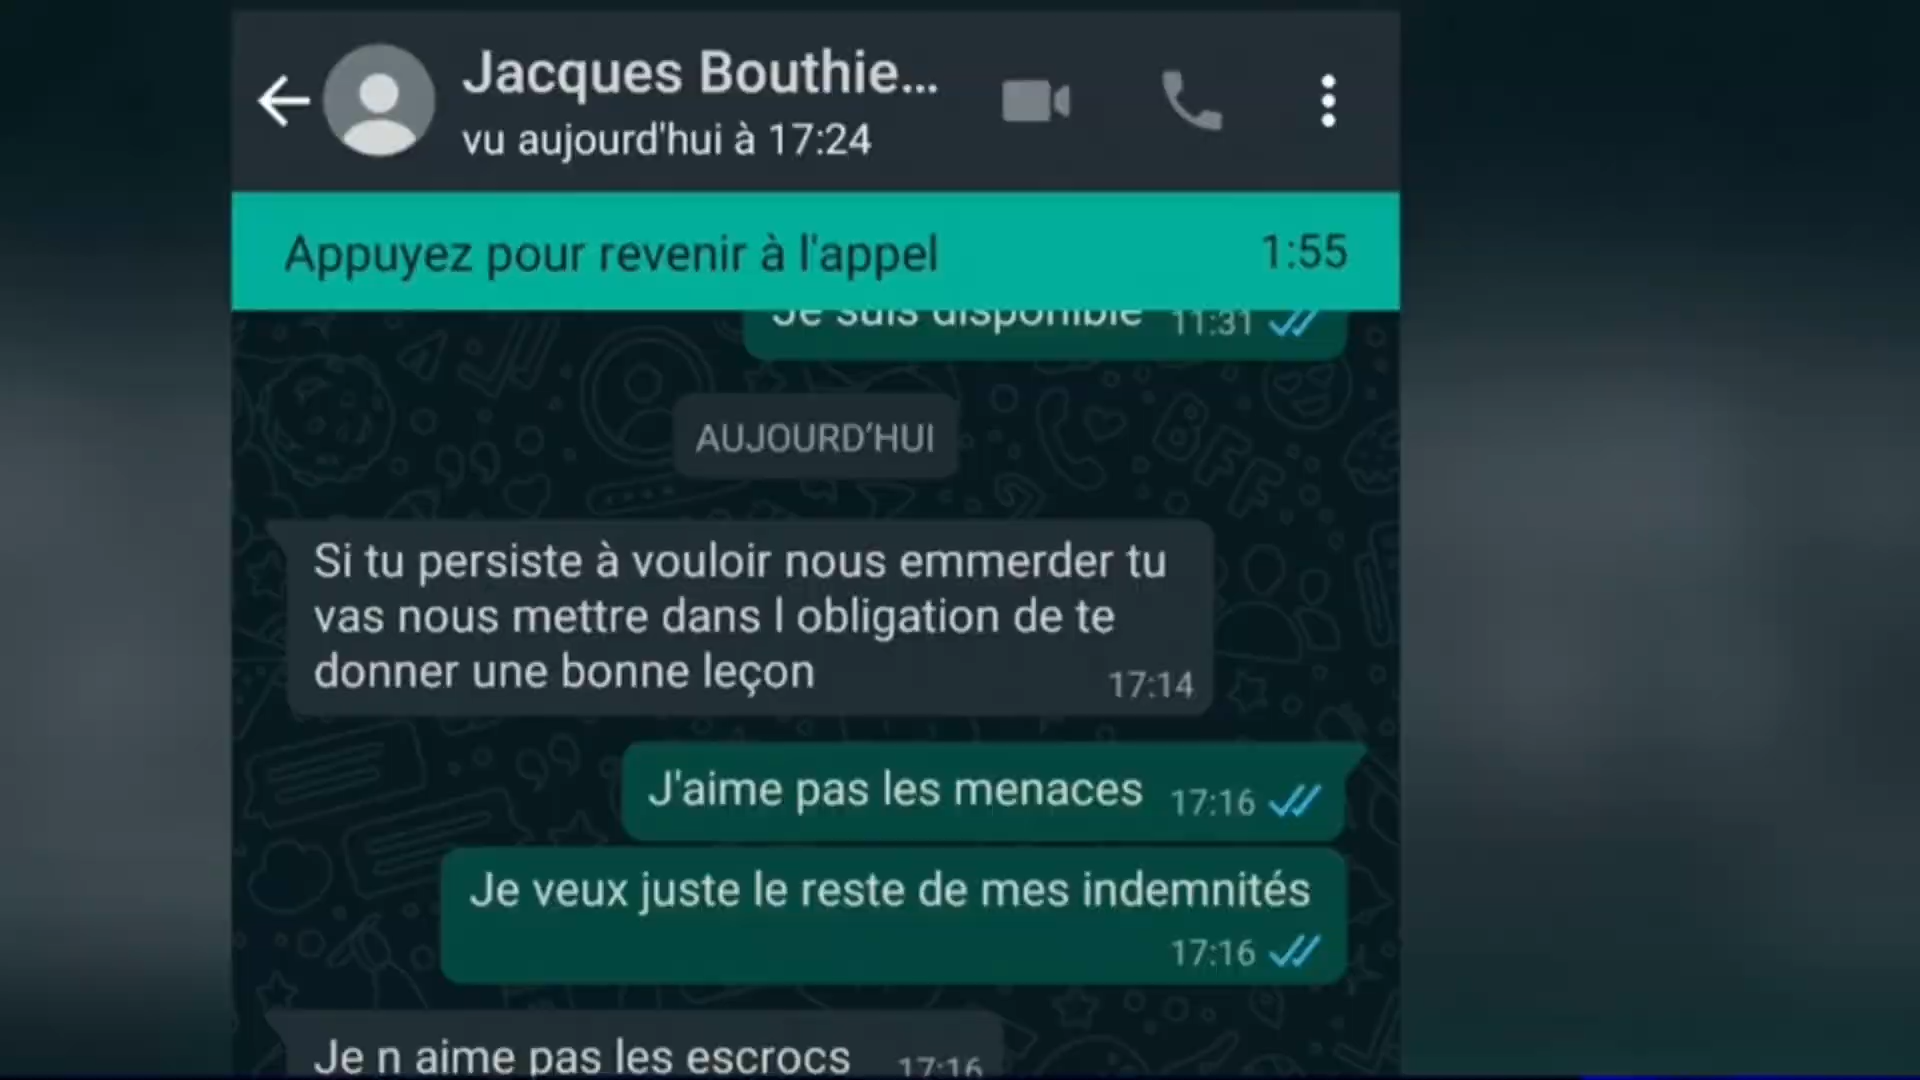 Jacques Bouthie...
vu aujourd'hui à 17:24
Appuyez pour revenir à l'appel 1:55
Je suis disponible 11:31
AUJOURD'HUI
Si tu persiste à vouloir nous emmerder tu
vas nous mettre dans l obligation de te
donner une bonne leçon 17:14
J'aime pas les menaces 17:16
Je veux juste le reste de mes indemnités
17:16
Je n aime pas les escrocs 17:16